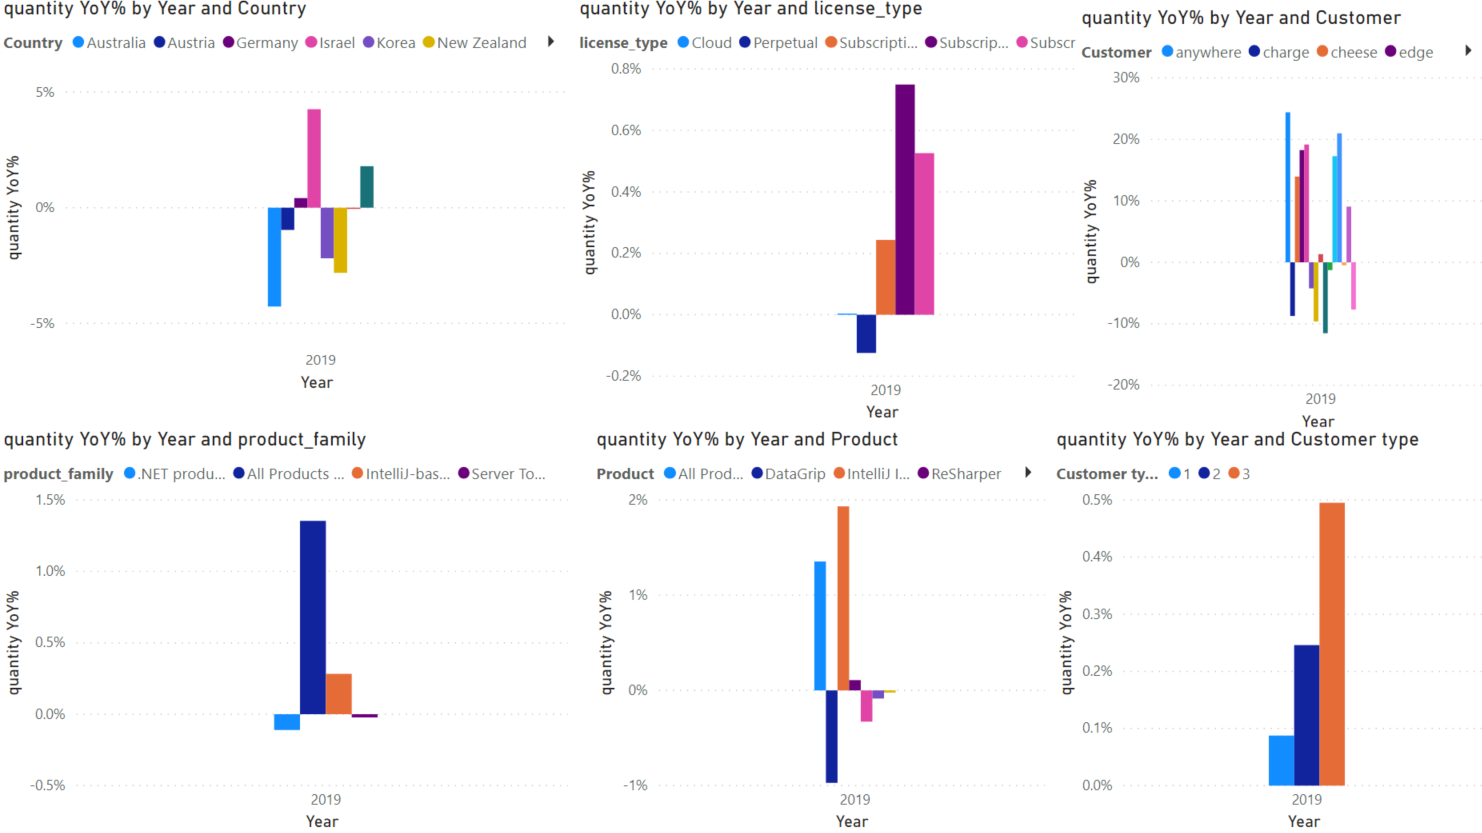 quantity YoY% by Year and Country
Country Australia Austria Germany Israel Korea New Zealand
5%
0%
-5%
quantity YoY%
2019
Year
quantity YoY% by Year and license_type
license_type Cloud Perpetual Subscripti... Subscrip... Subscr
0.8%
0.6%
0.4%
0.2%
0.0%
-0.2%
quantity YoY%
2019
Year
quantity YoY% by Year and Customer
Customer anywhere charge cheese edge
30%
20%
10%
0%
-10%
-20%
quantity YoY%
2019
Year
quantity YoY% by Year and product_family
product_family .NET produ... All Products ... IntelliJ-bas... Server To...
1.5%
1.0%
0.5%
0.0%
-0.5%
quantity YoY%
2019
Year
quantity YoY% by Year and Product
Product All Prod... DataGrip IntelliJ I... ReSharper
2%
1%
0%
-1%
quantity YoY%
2019
Year
quantity YoY% by Year and Customer type
Customer ty... 1 2 3
0.5%
0.4%
0.3%
0.2%
0.1%
0.0%
quantity YoY%
2019
Year